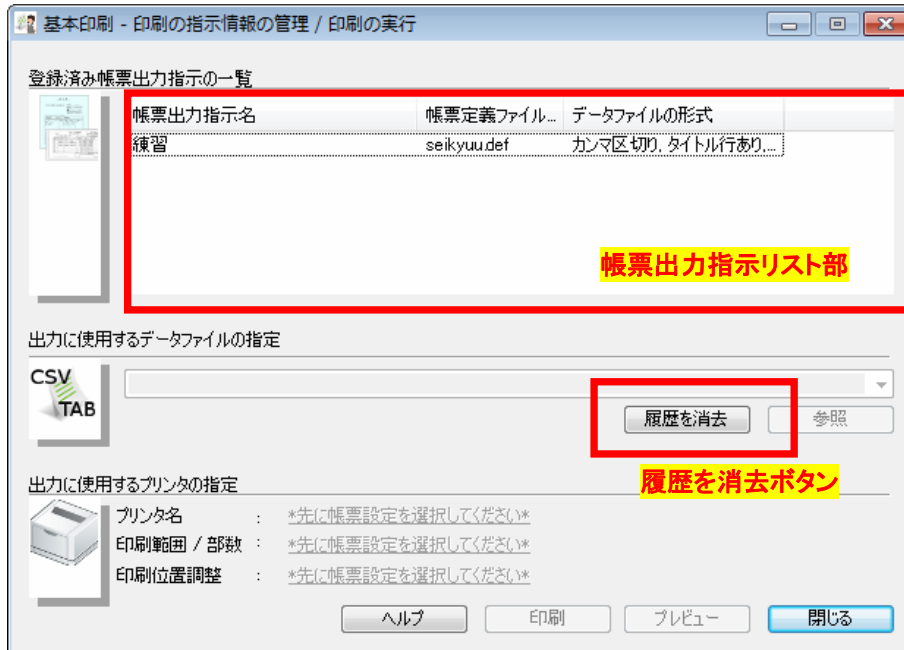 基本印刷 - 印刷の指示情報の管理 / 印刷の実行
登録済み帳票出力指示の一覧
帳票出力指示名 帳票定義ファイル... データファイルの形式
練習 seikyuu.def カンマ区切り, タイトル行あり,...
帳票出力指示リスト部
出力に使用するデータファイルの指定
CSV
TAB
履歴を消去 参照
履歴を消去ボタン
出力に使用するプリンタの指定
プリンタ名 : *先に帳票設定を選択してください*
印刷範囲 / 部数 : *先に帳票設定を選択してください*
印刷位置調整 : *先に帳票設定を選択してください*
ヘルプ 印刷 プレビュー 閉じる